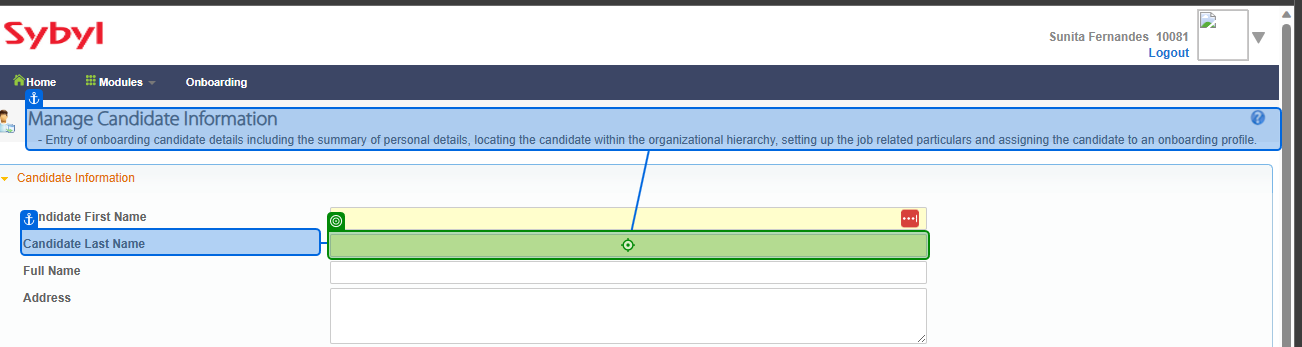 Sybyl
Sunita Fernandes 10081
Logout
Home Modules Onboarding
Manage Candidate Information
- Entry of onboarding candidate details including the summary of personal details, locating the candidate within the organizational hierarchy, setting up the job related particulars and assigning the candidate to an onboarding profile.
Candidate Information
ndidate First Name
Candidate Last Name
Full Name
Address